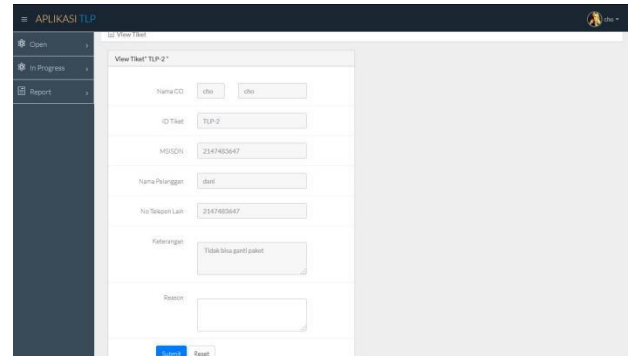 ≡ APLIKASI TLP
cho
View Tiket
Open
In Progress
Report
View Tiket" TLP-2 "
Nama CO cho cho
ID Tiket TLP-2
MSISDN 2147483647
Nama Pelanggan dani
No Telepon Lain 2147483647
Keterangan Tidak bisa ganti paket
Reason
Submit Reset